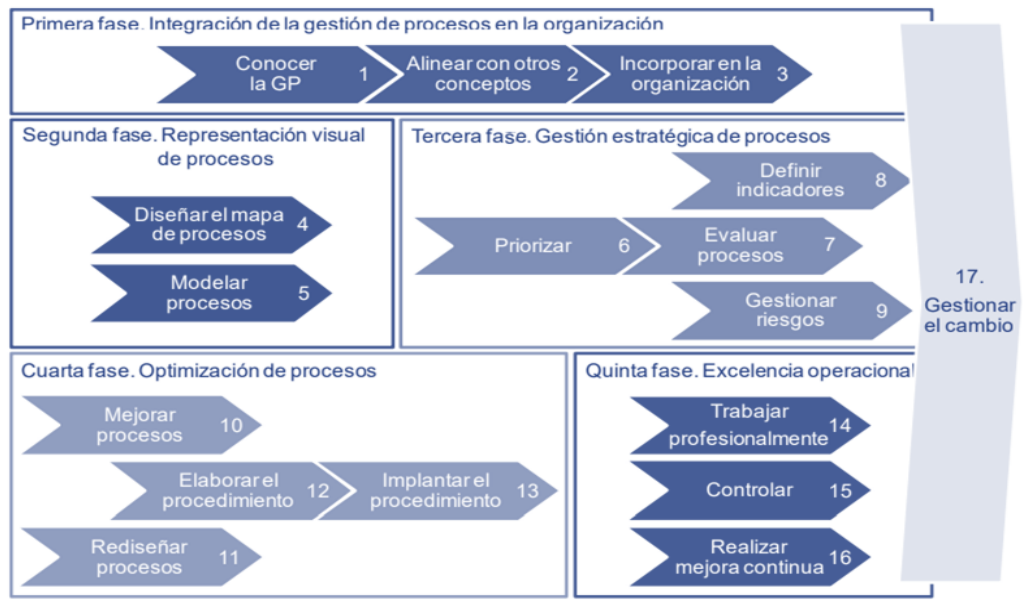 Primera fase. Integración de la gestión de procesos en la organización
Conocer
la GP
1
Alinear con otros
conceptos
2
Incorporar en la
organización
3
Segunda fase. Representación visual
de procesos
Diseñar el mapa
de procesos
4
Modelar
procesos
5
Tercera fase. Gestión estratégica de procesos
Definir
indicadores
8
Priorizar
6
Evaluar
procesos
7
Gestionar
riesgos
9
Cuarta fase. Optimización de procesos
Mejorar
procesos
10
Elaborar el
procedimiento
12
Implantar el
procedimiento
13
Rediseñar
procesos
11
Quinta fase. Excelencia operacional
Trabajar
profesionalmente
14
Controlar
15
Realizar
mejora continua
16
17.
Gestionar
el cambio